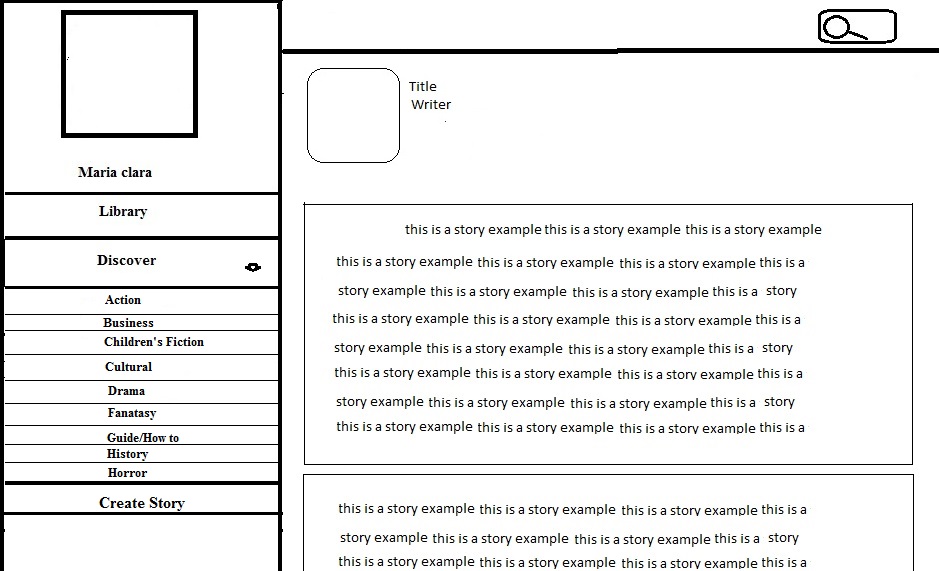 Maria clara
Library
Discover
Action
Business
Children's Fiction
Cultural
Drama
Fanatasy
Guide/How to
History
Horror
Create Story
Title
Writer
this is a story example this is a story example this is a story example
this is a story example this is a story example this is a story example this is a
story example this is a story example this is a story example this is a story
this is a story example this is a story example this is a story example this is a
story example this is a story example this is a story example this is a story
this is a story example this is a story example this is a story example this is a
story example this is a story example this is a story example this is a story
this is a story example this is a story example this is a story example this is a
this is a story example this is a story example this is a story example this is a
story example this is a story example this is a story example this is a story
this is a story example this is a story example this is a story example this is a